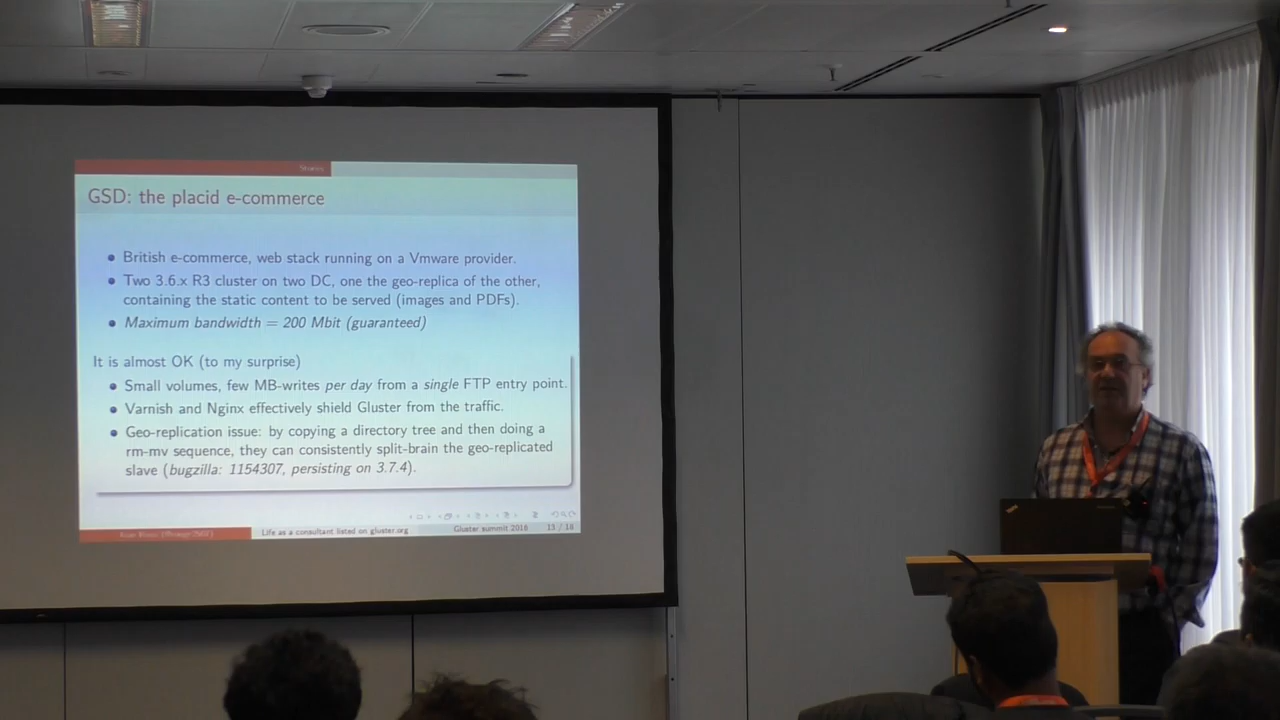 Stories
GSD: the placid e-commerce
British e-commerce, web stack running on a Vmware provider.
Two 3.6.x R3 cluster on two DC, one the geo-replica of the other,
containing the static content to be served (images and PDFs).
Maximum bandwidth = 200 Mbit (guaranteed)
It is almost OK (to my surprise)
Small volumes, few MB-writes per day from a single FTP entry point.
Varnish and Nginx effectively shield Gluster from the traffic.
Geo-replication issue: by copying a directory tree and then doing a
rm-mv sequence, they can consistently split-brain the geo-replicated
slave (bugzilla: 1154307, persisting on 3.7.4).
Life as a consultant listed on gluster.org
Gluster summit 2016
13 / 18